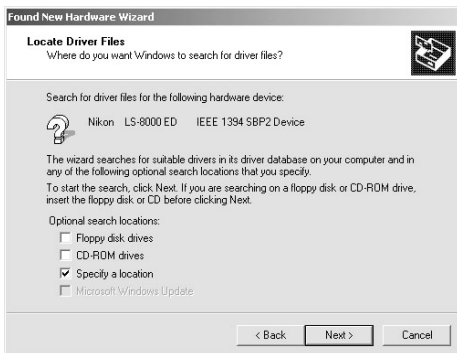 Found New Hardware Wizard
Locate Driver Files
Where do you want Windows to search for driver files?
Search for driver files for the following hardware device:
Nikon LS-8000 ED IEEE 1394 SBP2 Device
The wizard searches for suitable drivers in its driver database on your computer and in
any of the following optional search locations that you specify.
To start the search, click Next. If you are searching on a floppy disk or CD-ROM drive,
insert the floppy disk or CD before clicking Next.
Optional search locations:
Floppy disk drives
CD-ROM drives
Specify a location
Microsoft Windows Update
< Back Next > Cancel